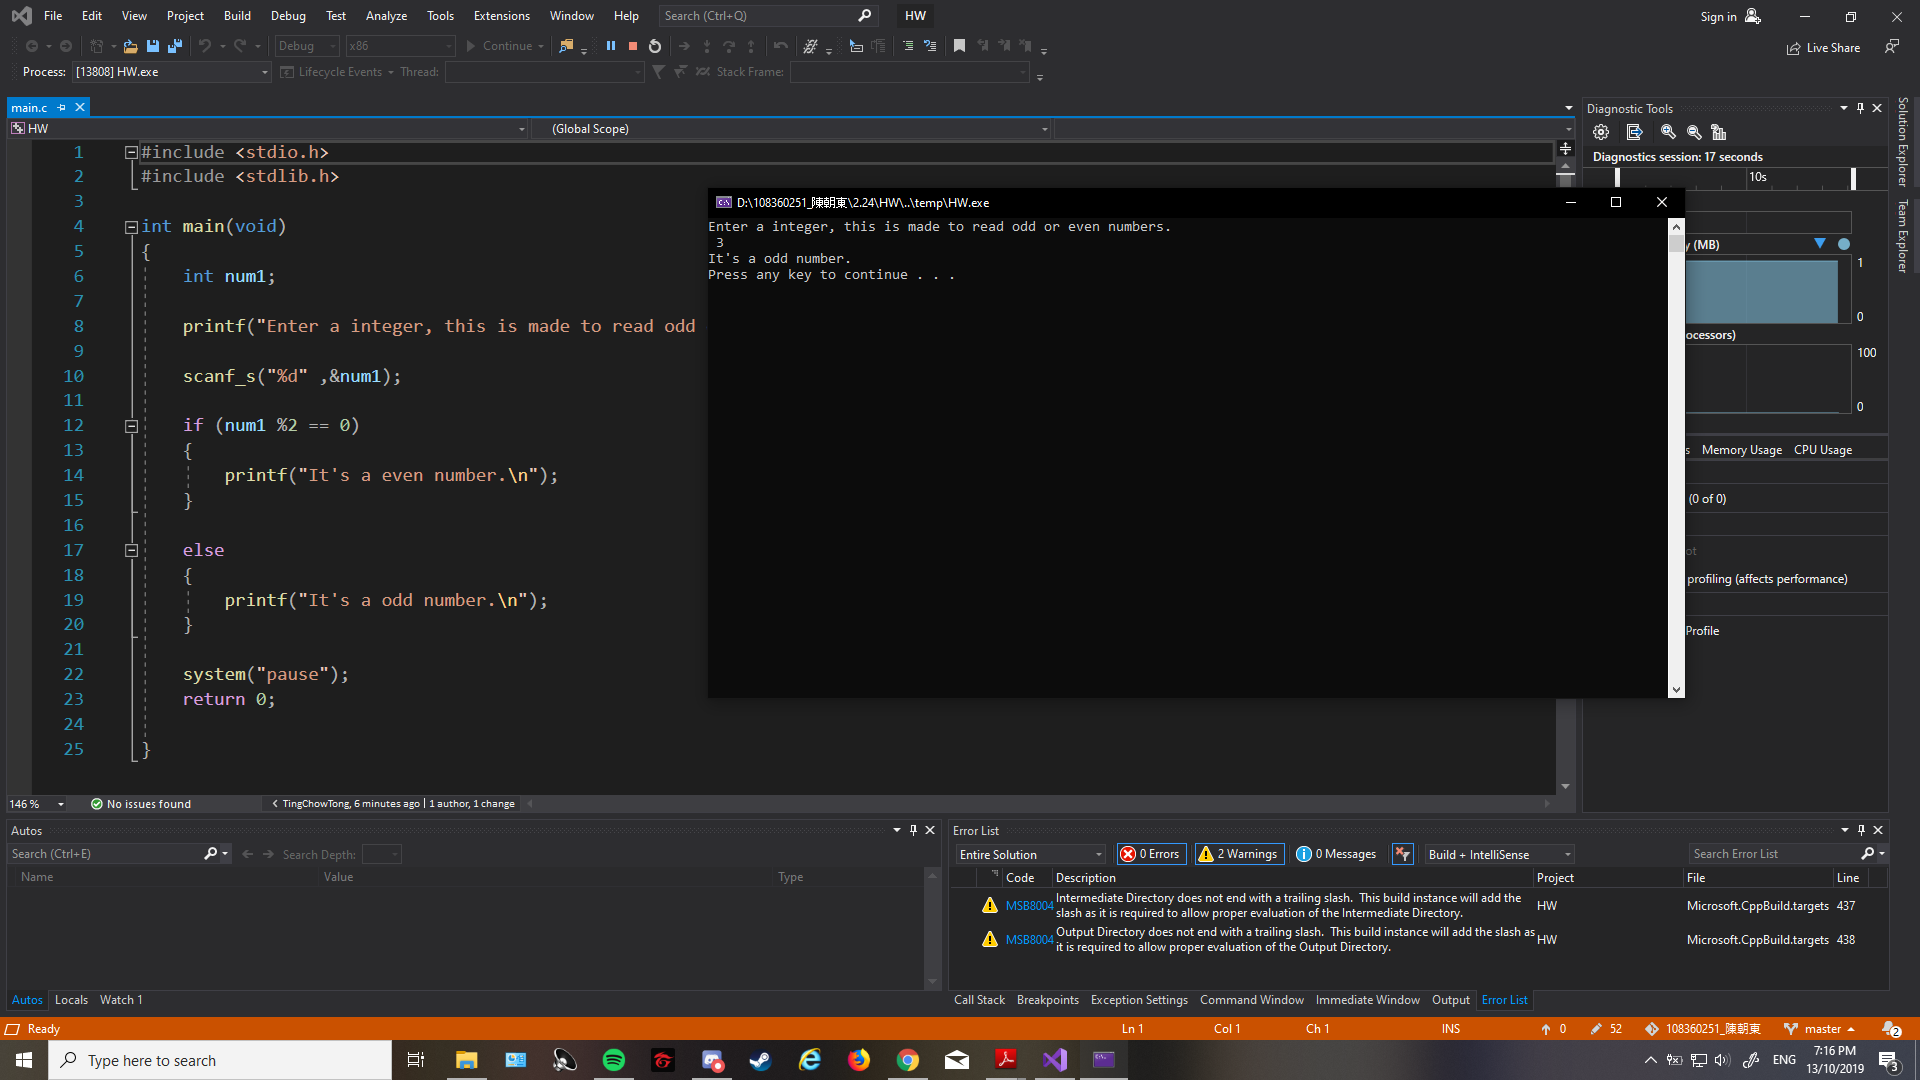 File Edit View Project Build Debug Test Analyze Tools Extensions Window Help Search (Ctrl+Q) HW Sign in
Debug x86 Continue Live Share
Process: [13808] HW.exe Lifecycle Events Thread: Stack Frame:
main.c
HW (Global Scope)
1 #include <stdio.h>
2 #include <stdlib.h>
3
4 int main(void)
5 {
6 int num1;
7
8 printf("Enter a integer, this is made to read odd
9
10 scanf_s("%d" ,&num1);
11
12 if (num1 %2 == 0)
13 {
14 printf("It's a even number.\n");
15 }
16
17 else
18 {
19 printf("It's a odd number.\n");
20 }
21
22 system("pause");
23 return 0;
24
25 }
D:\108360251_陳朝東\2.24\HW\..\temp\HW.exe
Enter a integer, this is made to read odd or even numbers.
3
It's a odd number.
Press any key to continue . . .
Diagnostic Tools
Diagnostics session: 17 seconds
10s
y (MB)
1
0
ocessors)
100
0
s Memory Usage CPU Usage
(0 of 0)
ot
profiling (affects performance)
Profile
Solution Explorer
Team Explorer
146 % No issues found TingChowTong, 6 minutes ago | 1 author, 1 change
Autos
Search (Ctrl+E) Search Depth:
Name Value Type
Autos Locals Watch 1
Error List
Entire Solution 0 Errors 2 Warnings 0 Messages Build + IntelliSense Search Error List
Code Description Project File Line
MSB8004 Intermediate Directory does not end with a trailing slash.  This build instance will add the slash as it is required to allow proper evaluation of the Intermediate Directory. HW Microsoft.CppBuild.targets 437
MSB8004 Output Directory does not end with a trailing slash.  This build instance will add the slash as it is required to allow proper evaluation of the Output Directory. HW Microsoft.CppBuild.targets 438
Call Stack Breakpoints Exception Settings Command Window Immediate Window Output Error List
Ready Ln 1 Col 1 Ch 1 INS 0 52 108360251_陳朝東 master 2
Type here to search ENG 7:16 PM 3
13/10/2019